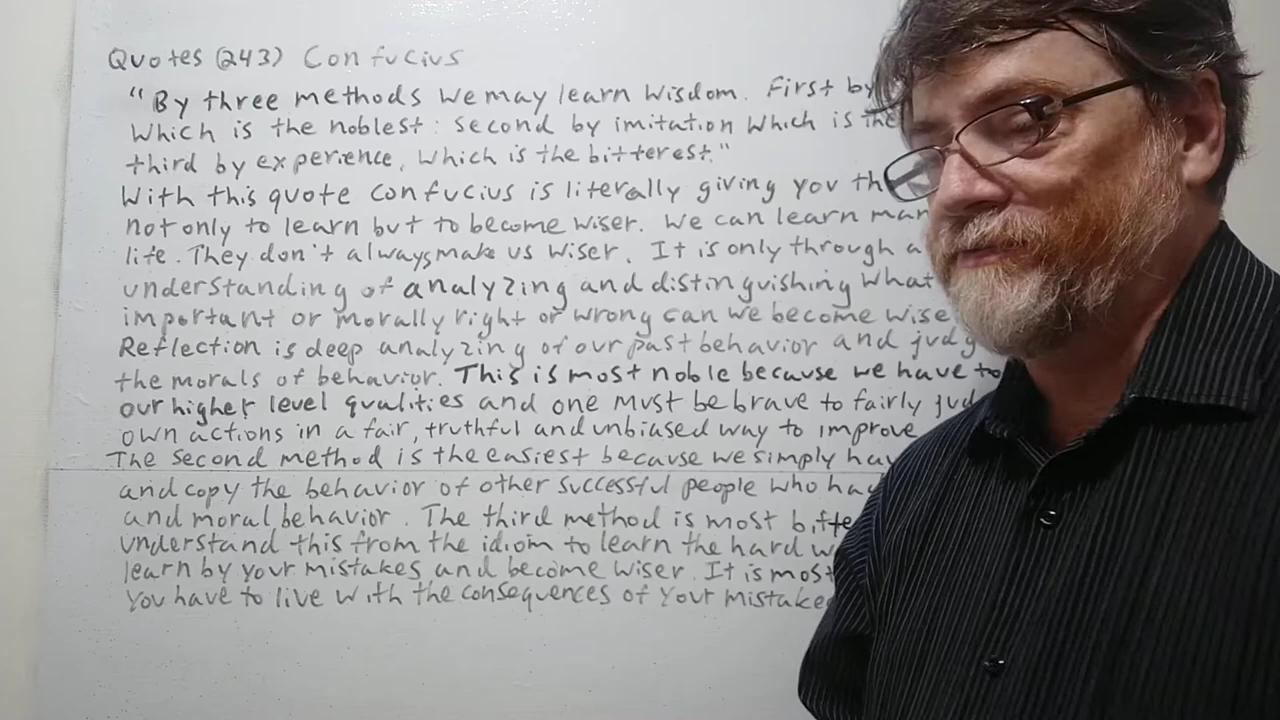 Quotes (243) Confucius
"By three methods we may learn wisdom. First by
which is the noblest: second by imitation which is the
third by experience, which is the bitterest."
With this quote confucius is literally giving you th
not only to learn but to become wiser. We can learn man
life. They don't always make us wiser. It is only through a
understanding of analyzing and distinguishing what
important or morally right or wrong can we become wise
Reflection is deep analyzing of our past behavior and judg
the morals of behavior. This is most noble because we have to
our higher level qualities and one must be brave to fairly jud
own actions in a fair, truthful and unbiased way to improve
The second method is the easiest because we simply hav
and copy the behavior of other successful people who ha
and moral behavior. The third method is most bitte
understand this from the idiom to learn the hard w
learn by your mistakes and become wiser. It is most
you have to live with the consequences of your mistake